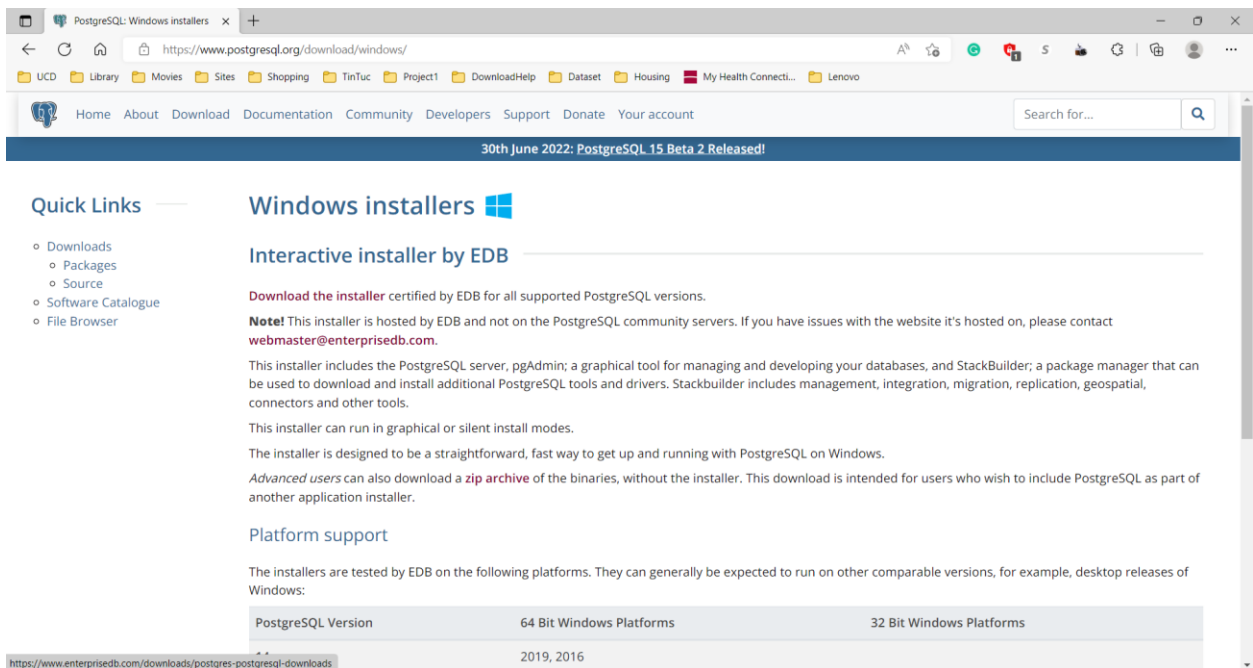 PostgreSQL: Windows installers
https://www.postgresql.org/download/windows/
UCD Library Movies Sites Shopping TinTuc Project1 DownloadHelp Dataset Housing My Health Connecti... Lenovo
Home About Download Documentation Community Developers Support Donate Your account Search for...
30th June 2022: PostgreSQL 15 Beta 2 Released!
Quick Links
Downloads
Packages
Source
Software Catalogue
File Browser
Windows installers
Interactive installer by EDB
Download the installer certified by EDB for all supported PostgreSQL versions.
Note! This installer is hosted by EDB and not on the PostgreSQL community servers. If you have issues with the website it's hosted on, please contact
webmaster@enterprisedb.com.
This installer includes the PostgreSQL server, pgAdmin; a graphical tool for managing and developing your databases, and StackBuilder; a package manager that can
be used to download and install additional PostgreSQL tools and drivers. Stackbuilder includes management, integration, migration, replication, geospatial,
connectors and other tools.
This installer can run in graphical or silent install modes.
The installer is designed to be a straightforward, fast way to get up and running with PostgreSQL on Windows.
Advanced users can also download a zip archive of the binaries, without the installer. This download is intended for users who wish to include PostgreSQL as part of
another application installer.
Platform support
The installers are tested by EDB on the following platforms. They can generally be expected to run on other comparable versions, for example, desktop releases of
Windows:
PostgreSQL Version 64 Bit Windows Platforms 32 Bit Windows Platforms
2019, 2016
https://www.enterprisedb.com/downloads/postgres-postgresql-downloads